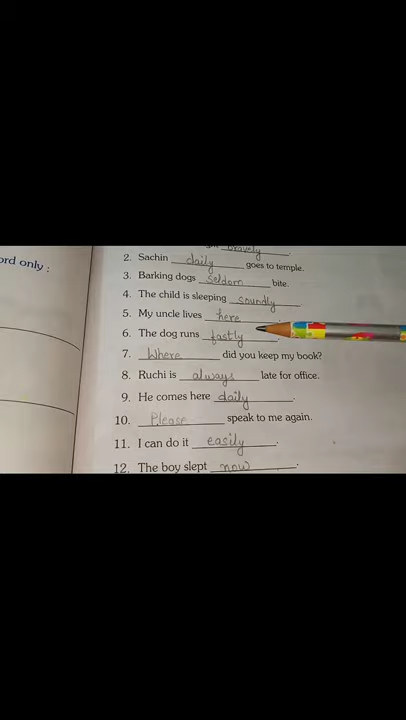 bravely.
ord only :
2. Sachin daily goes to temple.
3. Barking dogs seldom bite.
4. The child is sleeping soundly.
5. My uncle lives here.
6. The dog runs fastly.
7. Where did you keep my book?
8. Ruchi is always late for office.
9. He comes here daily.
10. Please speak to me again.
11. I can do it easily.
12. The boy slept now.